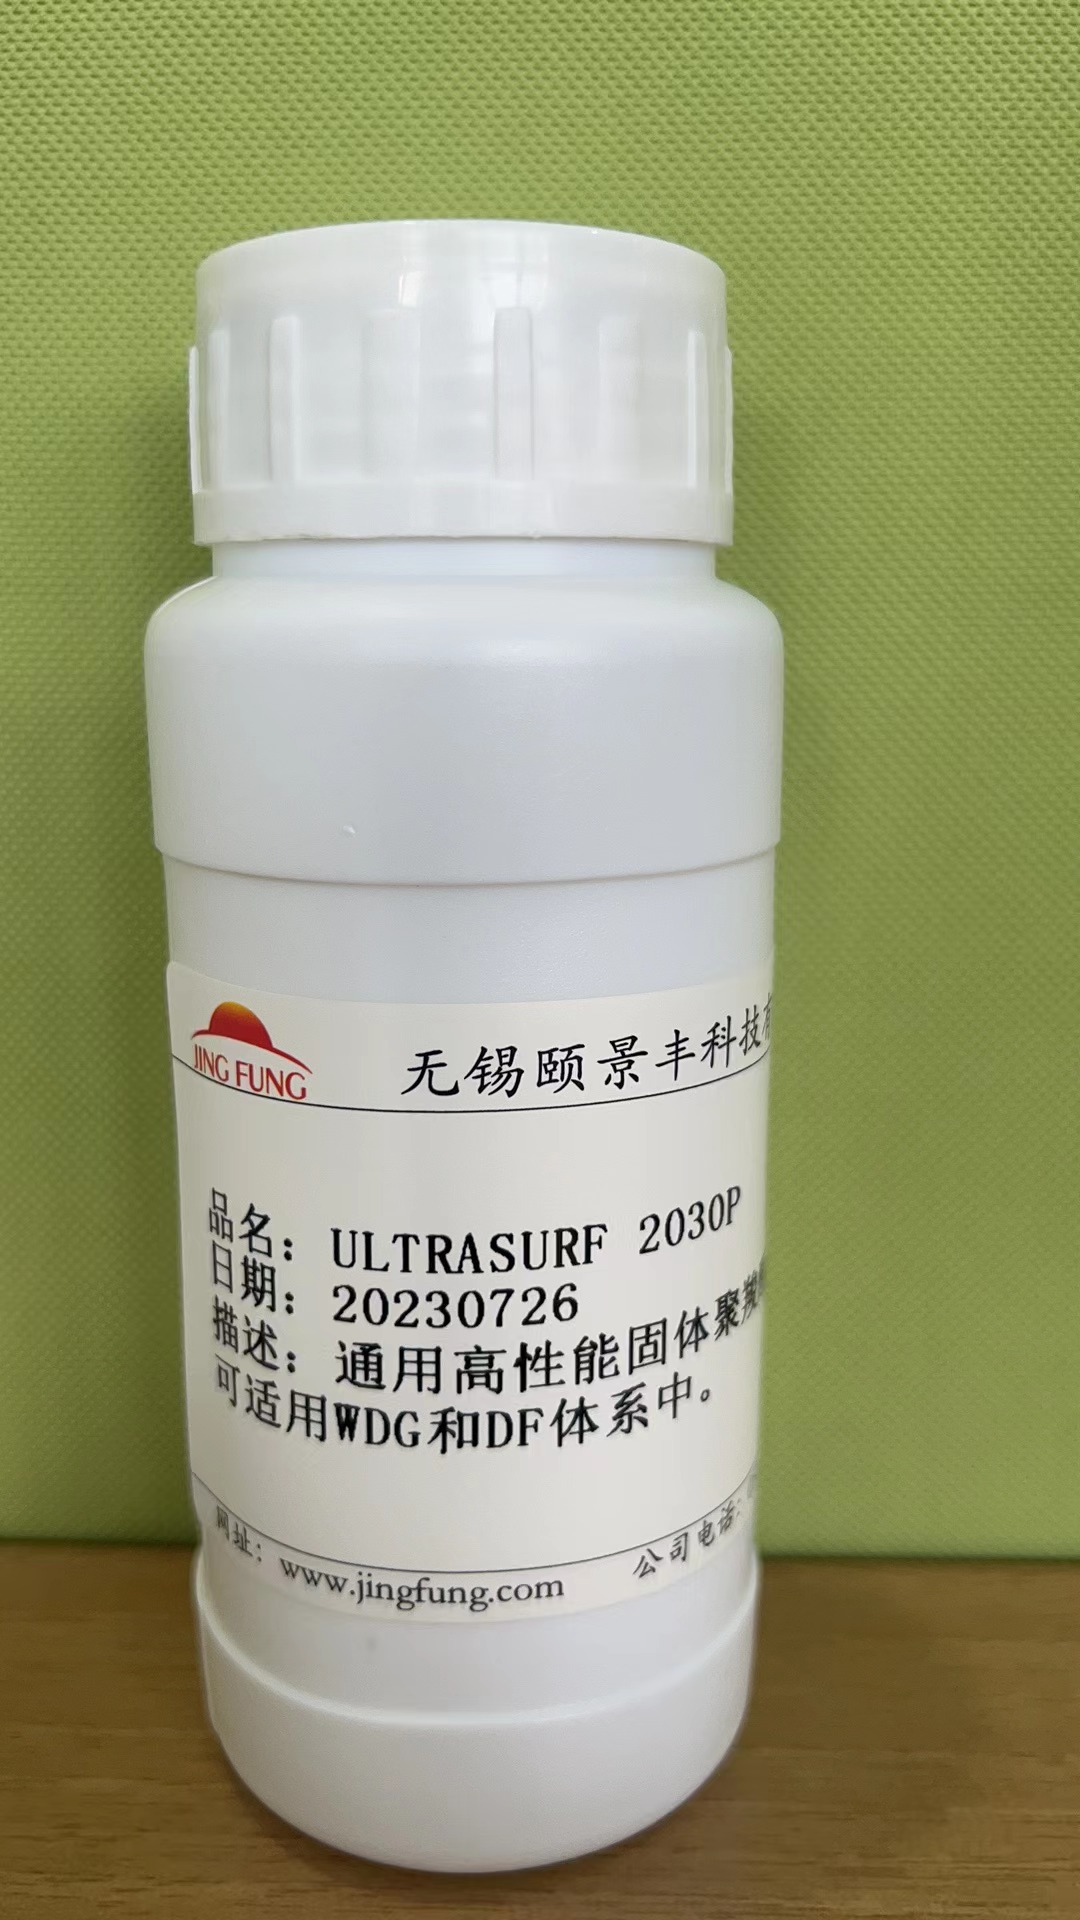 JING FUNG
无锡颐景丰科技有
品名： ULTRASURF 2030P
日期： 20230726
描述： 通用高性能固体聚羧
可适用WDG和DF体系中。
网址： www.jingfung.com
公司电话：